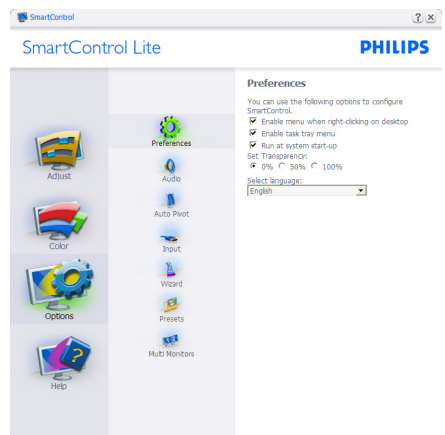 SmartControl
? ×
SmartControl Lite
PHILIPS
Adjust
Color
Options
Help
Preferences
Audio
Auto Pivot
Input
Wizard
Presets
Multi Monitors
Preferences
You can use the following options to configure
SmartControl.
Enable menu when right-clicking on desktop
Enable task tray menu
Run at system start-up
Set Transparency:
0% 50% 100%
Select language:
English